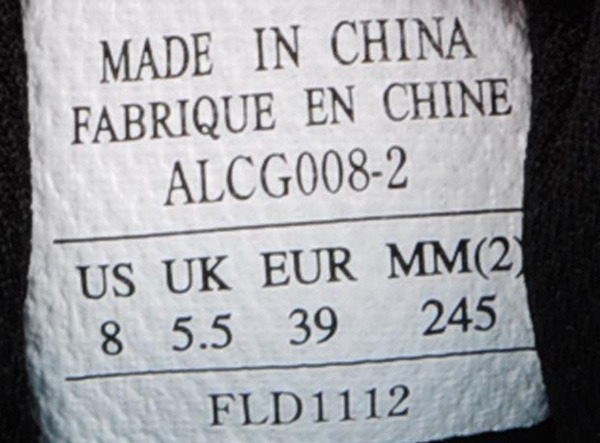 MADE IN CHINA
FABRIQUE EN CHINE
ALCG008-2
US UK EUR MM(2)
8 5.5 39 245
FLD1112